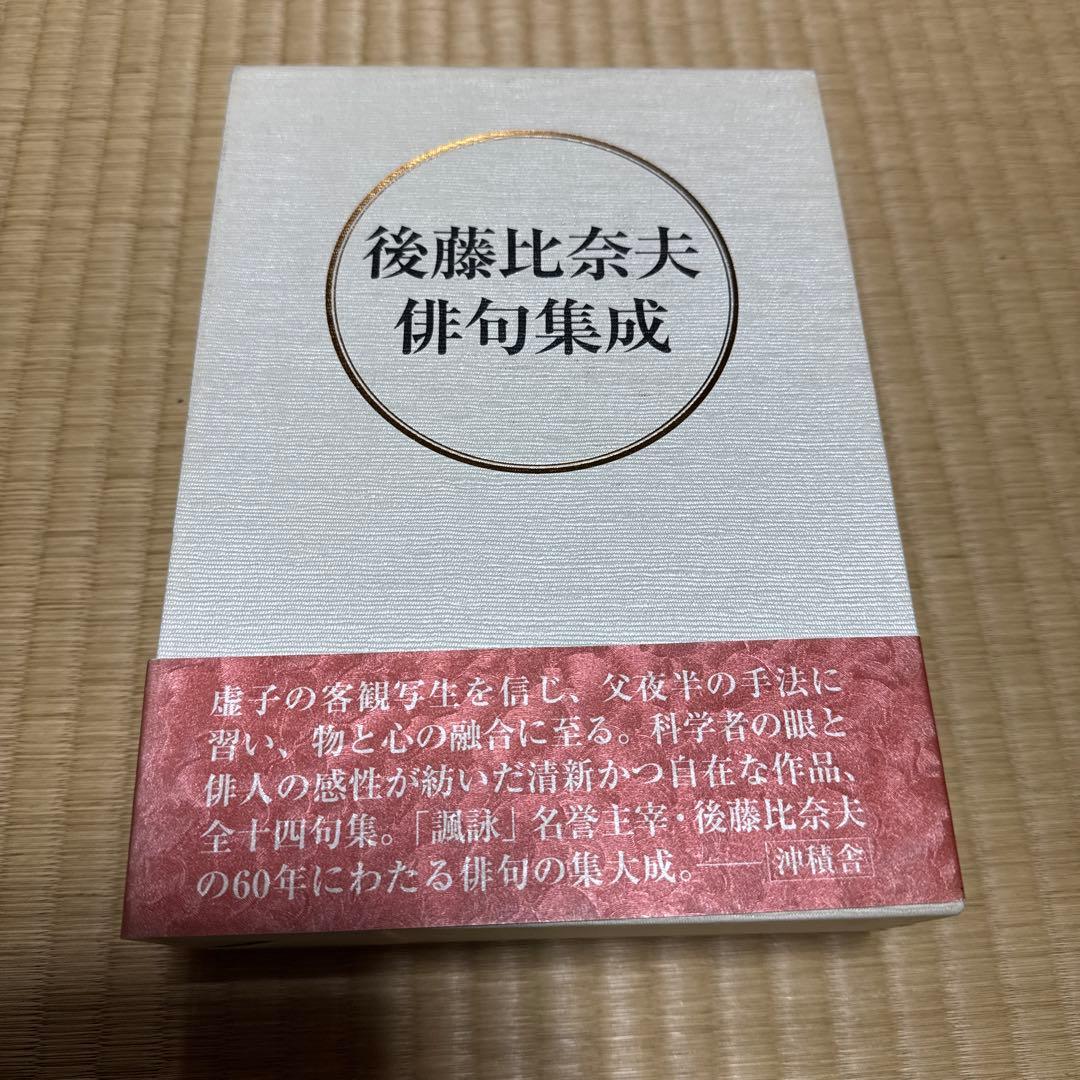 後藤比奈夫
俳句集成
虚子の客観写生を信じ、父夜半の手法に
習い、物と心の融合に至る。科学者の眼と
俳人の感性が紡いだ清新かつ自在な作品、
全十四句集。「諷詠」名誉主宰・後藤比奈夫
の60年にわたる俳句の集大成。──沖積舎